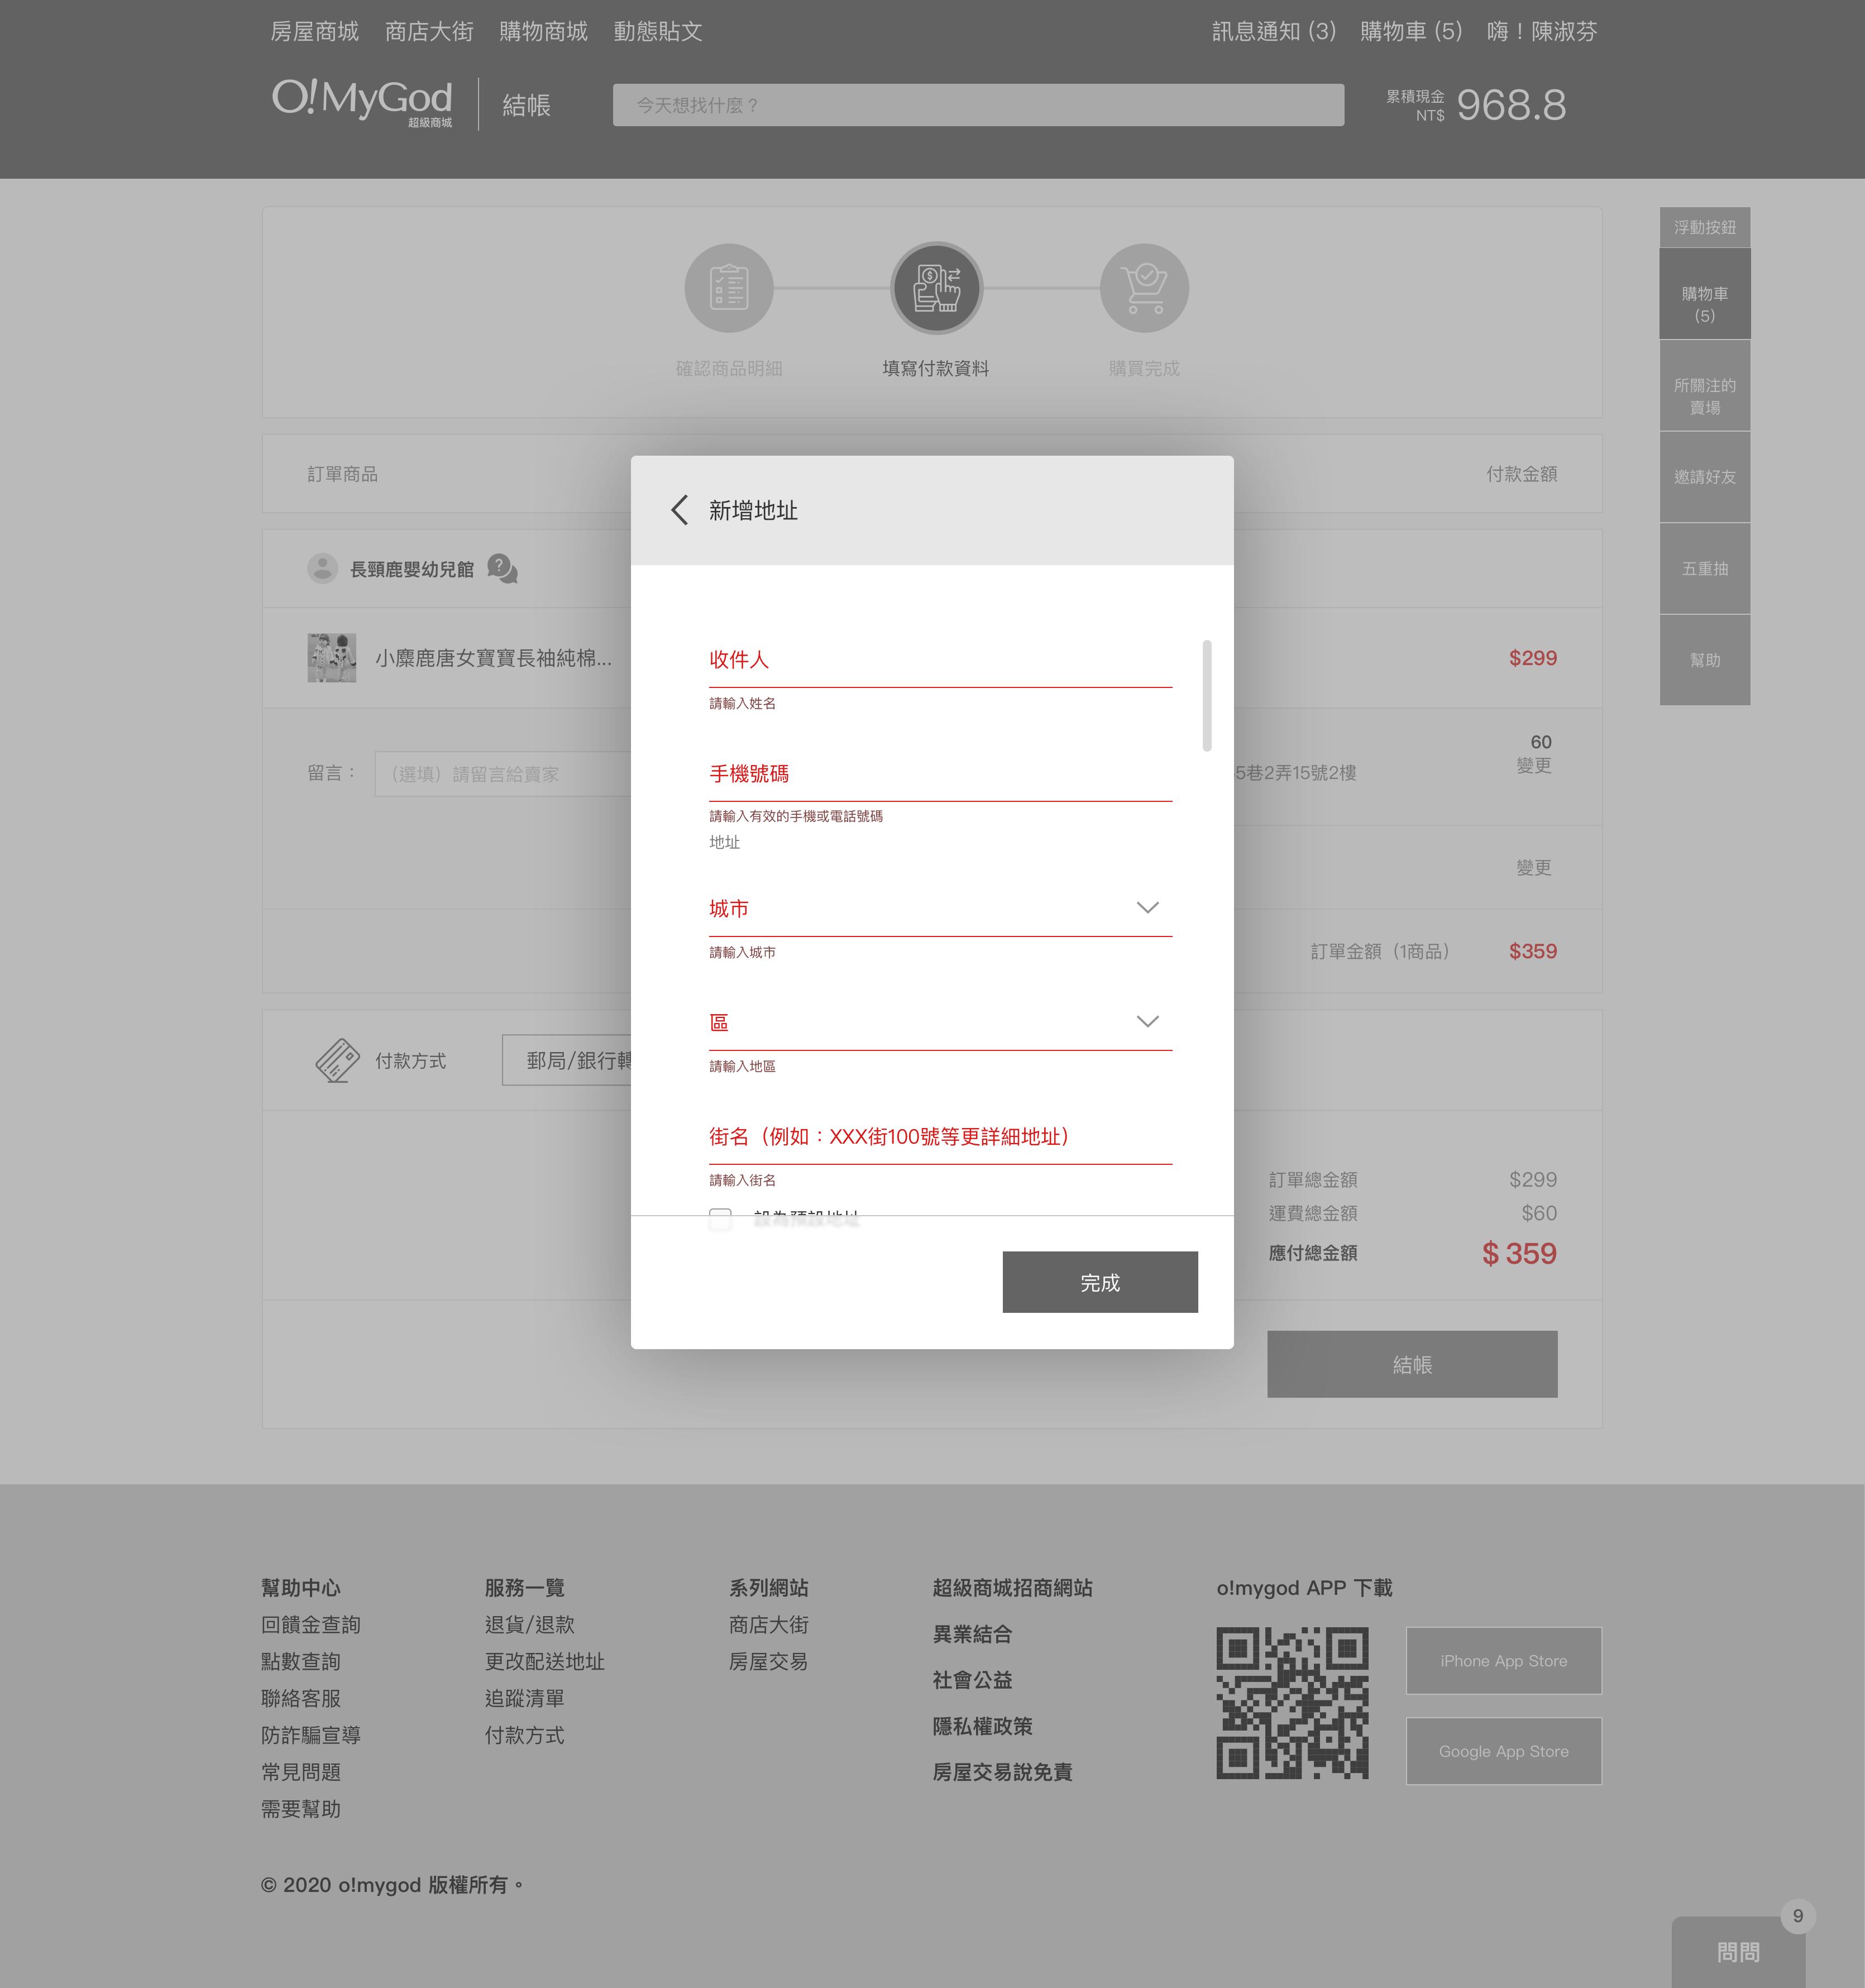 房屋商城 商店大街 購物商城 動態貼文 訊息通知 (3) 購物車 (5) 嗨！陳淑芬
O!MyGod 超級商城 結帳 今天想找什麼？ 累積現金 NT$ 968.8
浮動按鈕
購物車
(5)
所關注的
賣場
邀請好友
五重抽
幫助
確認商品明細 填寫付款資料 購買完成
訂單商品 付款金額
長頸鹿嬰幼兒館
小麋鹿唐女寶寶長袖純棉... $299
留言： （選填）請留言給賣家 5巷2弄15號2樓 60
變更
變更
訂單金額（1商品） $359
付款方式 郵局/銀行轉
訂單總金額 $299
運費總金額 $60
應付總金額 $ 359
結帳
新增地址
收件人
請輸入姓名
手機號碼
請輸入有效的手機或電話號碼
地址
城市
請輸入城市
區
請輸入地區
街名（例如：XXX街100號等更詳細地址）
請輸入街名
設為預設地址
完成
幫助中心
回饋金查詢
點數查詢
聯絡客服
防詐騙宣導
常見問題
需要幫助
服務一覽
退貨/退款
更改配送地址
追蹤清單
付款方式
系列網站
商店大街
房屋交易
超級商城招商網站
異業結合
社會公益
隱私權政策
房屋交易說免責
o!mygod APP 下載
iPhone App Store
Google App Store
© 2020 o!mygod 版權所有。
9
問問